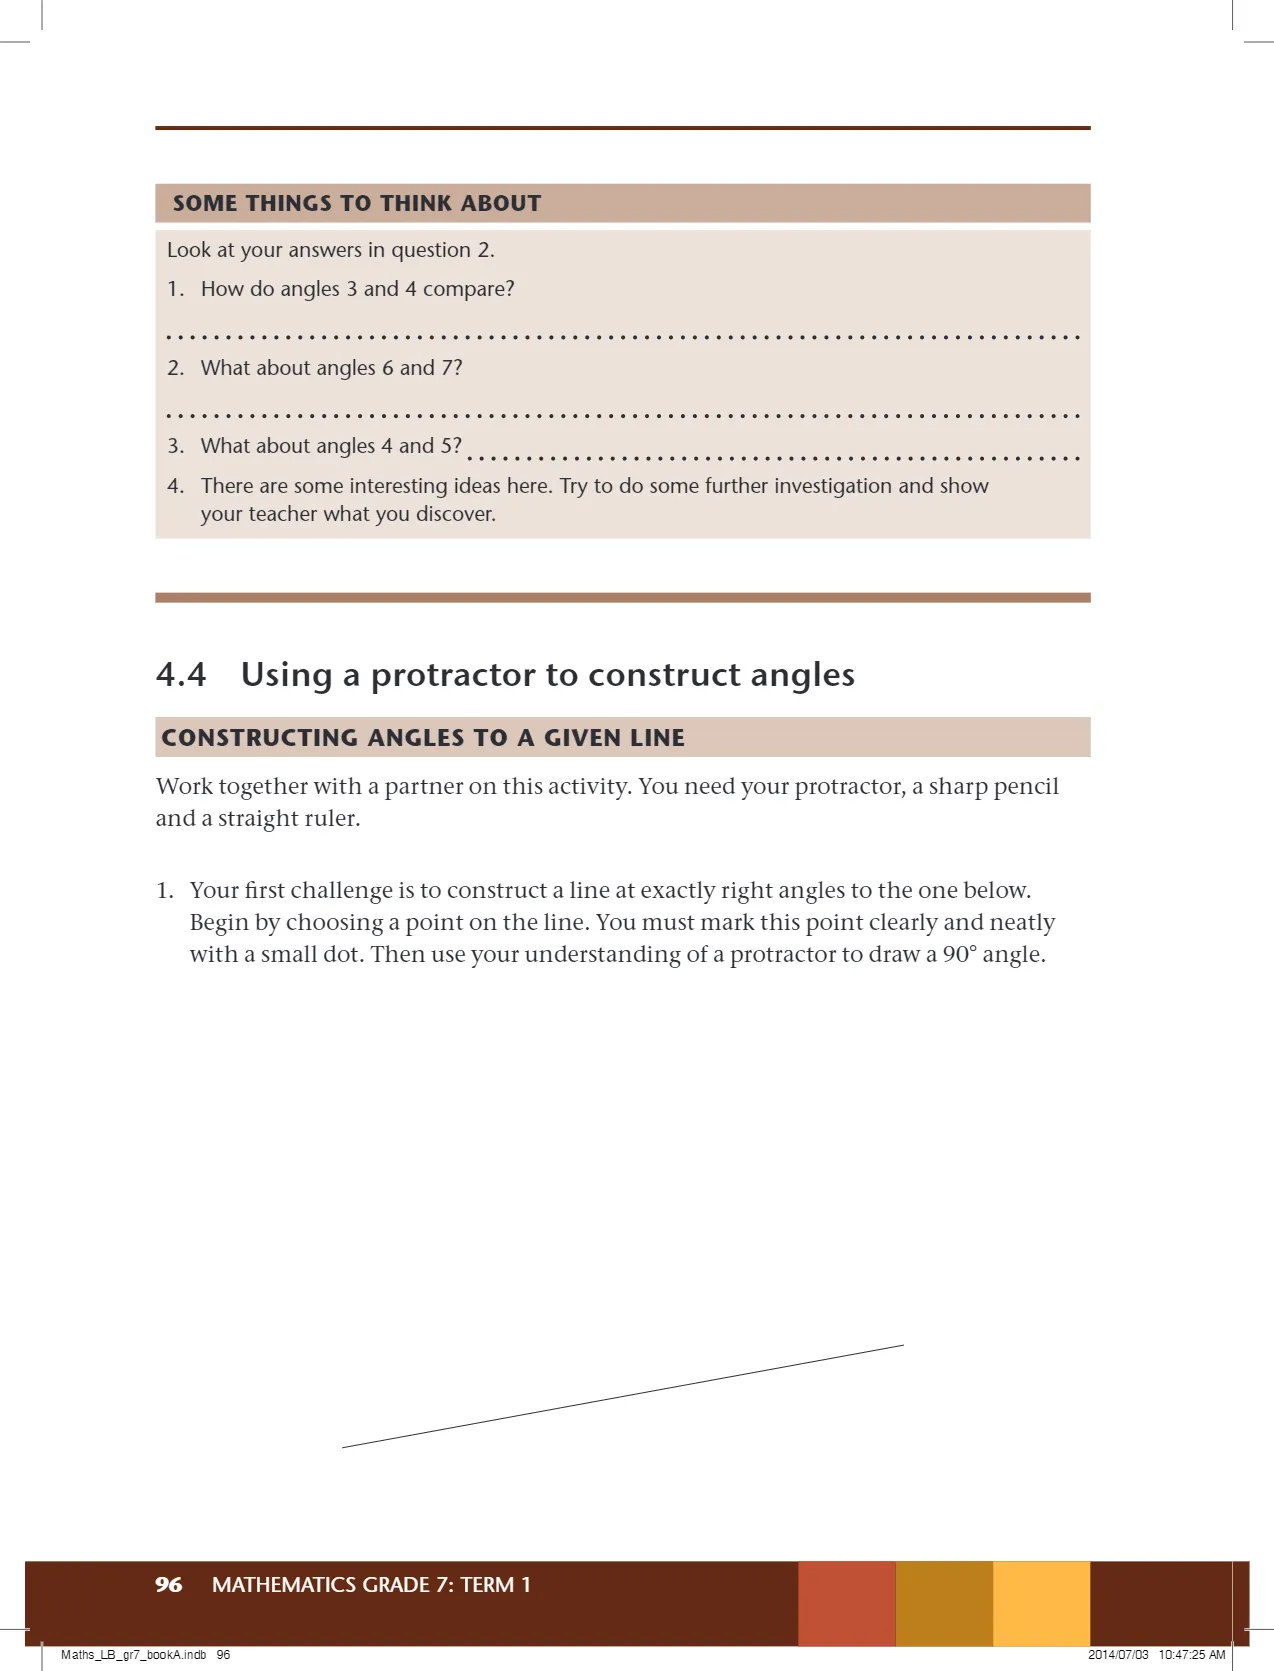 SOME THINGS TO THINK ABOUT
Look at your answers in question 2.
1. How do angles 3 and 4 compare?
2. What about angles 6 and 7?
3. What about angles 4 and 5?
4. There are some interesting ideas here. Try to do some further investigation and show
your teacher what you discover.
4.4 Using a protractor to construct angles
CONSTRUCTING ANGLES TO A GIVEN LINE
Work together with a partner on this activity. You need your protractor, a sharp pencil
and a straight ruler.
1. Your first challenge is to construct a line at exactly right angles to the one below.
Begin by choosing a point on the line. You must mark this point clearly and neatly
with a small dot. Then use your understanding of a protractor to draw a 90° angle.
96 MATHEMATICS GRADE 7: TERM 1
Maths_LB_gr7_bookA.indb 96 2014/07/03 10:47:25 AM